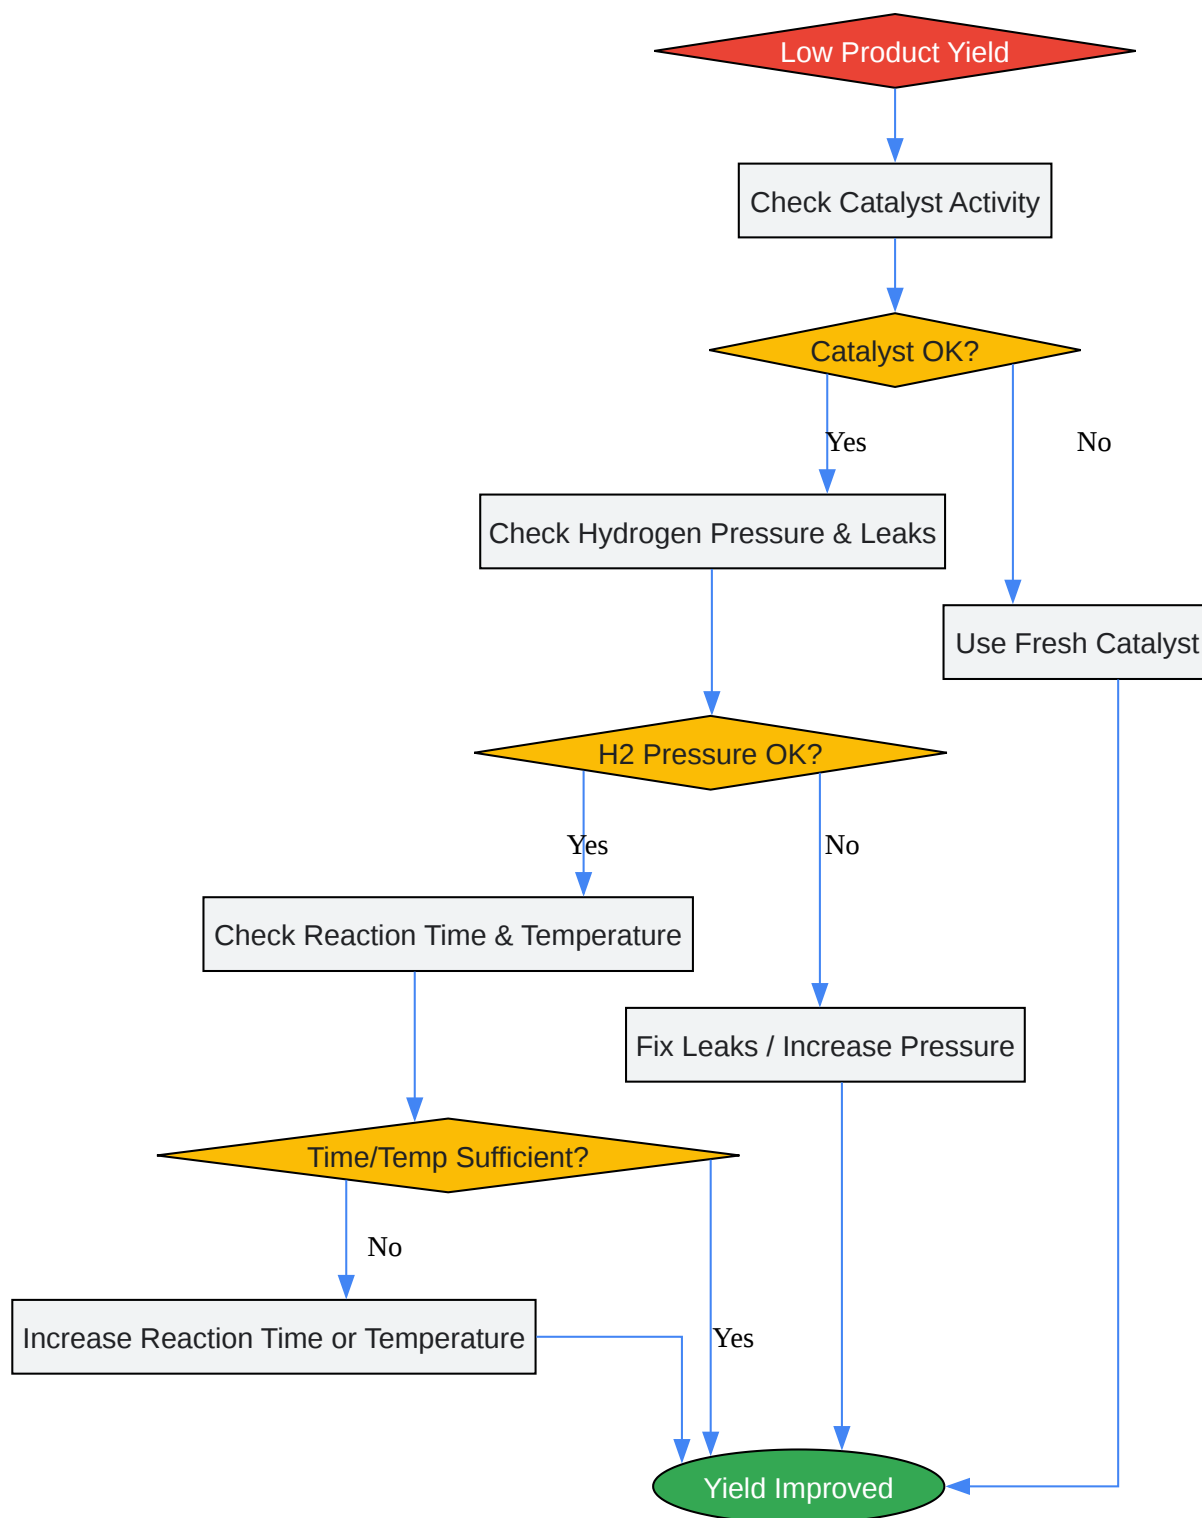 Low Product Yield
Check Catalyst Activity
Catalyst OK?
Yes
No
Check Hydrogen Pressure & Leaks
Use Fresh Catalyst
H2 Pressure OK?
Yes
No
Check Reaction Time & Temperature
Fix Leaks / Increase Pressure
Time/Temp Sufficient?
No
Increase Reaction Time or Temperature
Yes
Yield Improved